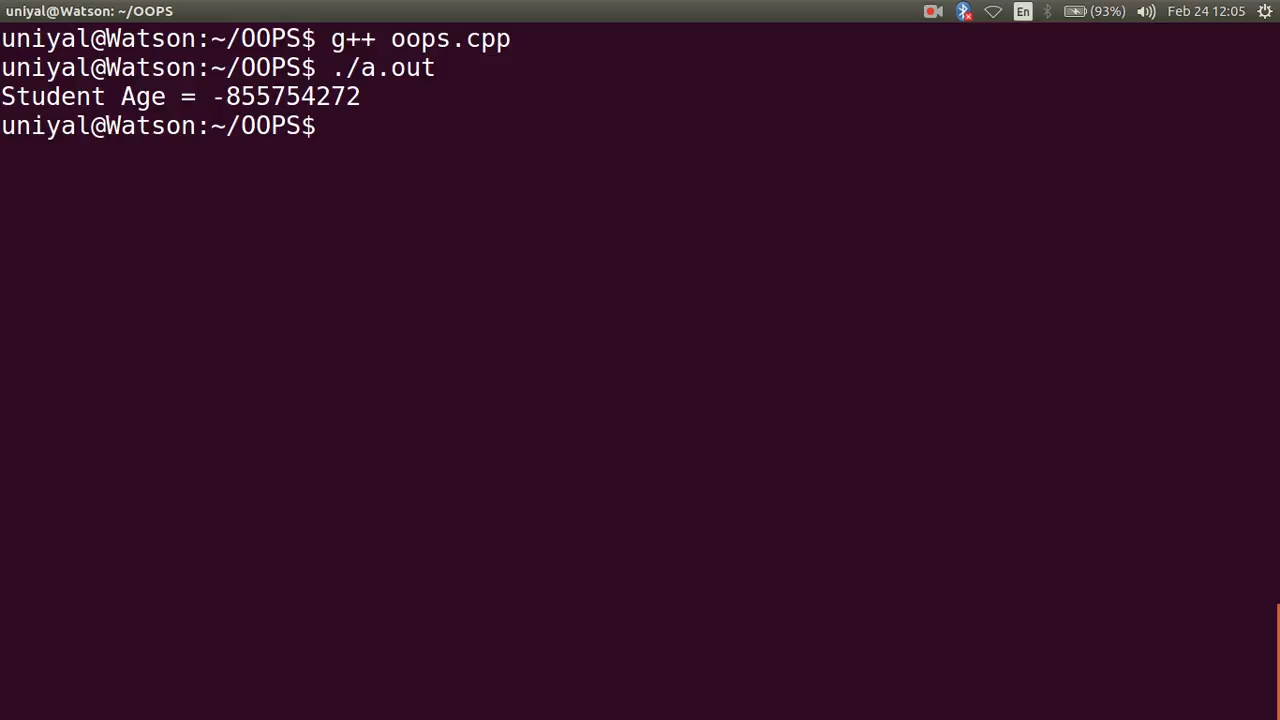 uniyal@Watson: ~/OOPS
En
(93%)
Feb 24 12:05
uniyal@Watson:~/OOPS$ g++ oops.cpp
uniyal@Watson:~/OOPS$ ./a.out
Student Age = -855754272
uniyal@Watson:~/OOPS$